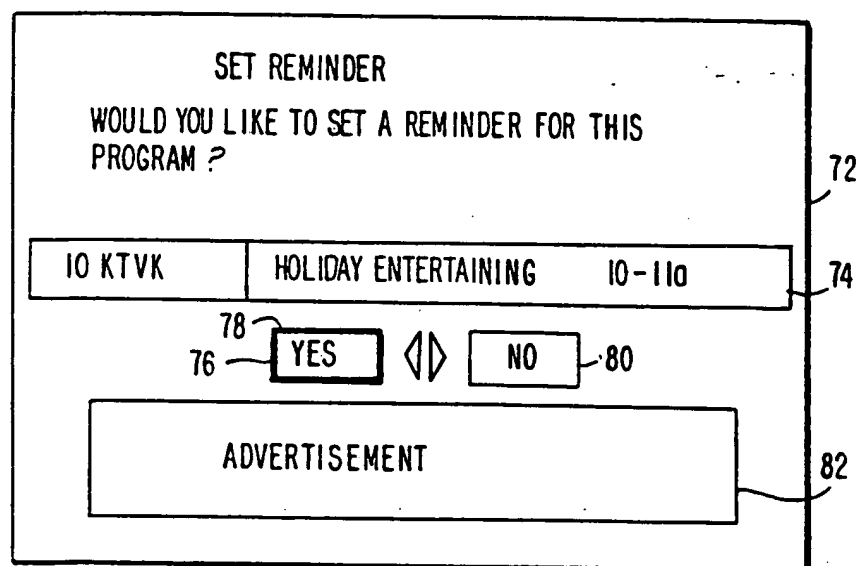 SET REMINDER
WOULD YOU LIKE TO SET A REMINDER FOR THIS
PROGRAM ?
72
10 KTVK HOLIDAY ENTERTAINING 10-11a
74
78
76 YES NO 80
ADVERTISEMENT
82